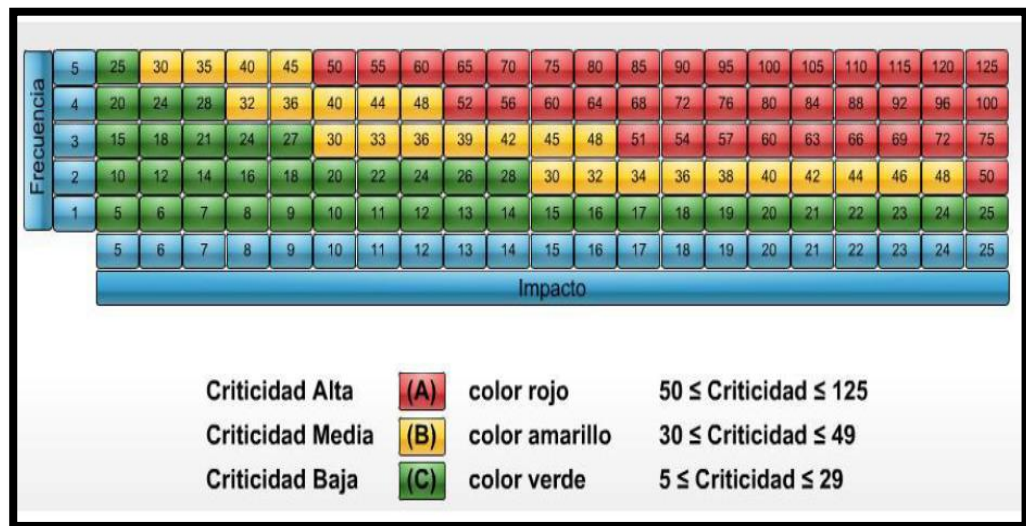 Frecuencia
5 25 30 35 40 45 50 55 60 65 70 75 80 85 90 95 100 105 110 115 120 125
4 20 24 28 32 36 40 44 48 52 56 60 64 68 72 76 80 84 88 92 96 100
3 15 18 21 24 27 30 33 36 39 42 45 48 51 54 57 60 63 66 69 72 75
2 10 12 14 16 18 20 22 24 26 28 30 32 34 36 38 40 42 44 46 48 50
1 5 6 7 8 9 10 11 12 13 14 15 16 17 18 19 20 21 22 23 24 25
5 6 7 8 9 10 11 12 13 14 15 16 17 18 19 20 21 22 23 24 25
Impacto
Criticidad Alta (A) color rojo 50 ≤ Criticidad ≤ 125
Criticidad Media (B) color amarillo 30 ≤ Criticidad ≤ 49
Criticidad Baja (C) color verde 5 ≤ Criticidad ≤ 29